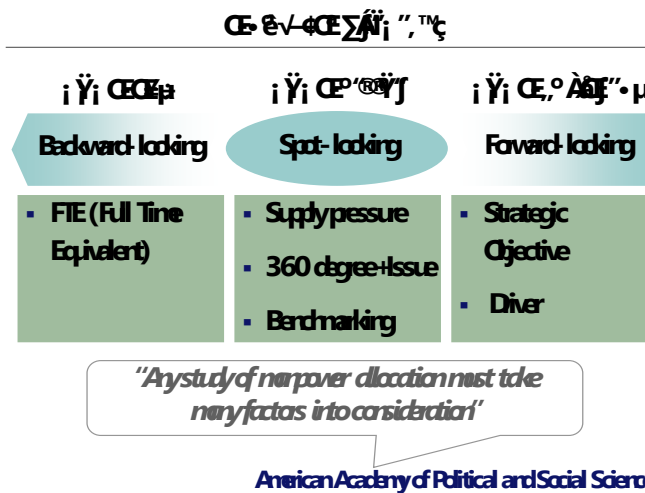 Backward-looking
Spot-looking
Forward-looking
▪ FTE (Full Time
Equivalent)
▪ Supply pressure
▪ 360 degree+Issue
▪ Benchmarking
▪ Strategic
Objective
▪ Driver
“Any study of manpower allocation must take
many factors into consideration”
American Academy of Political and Social Scienc